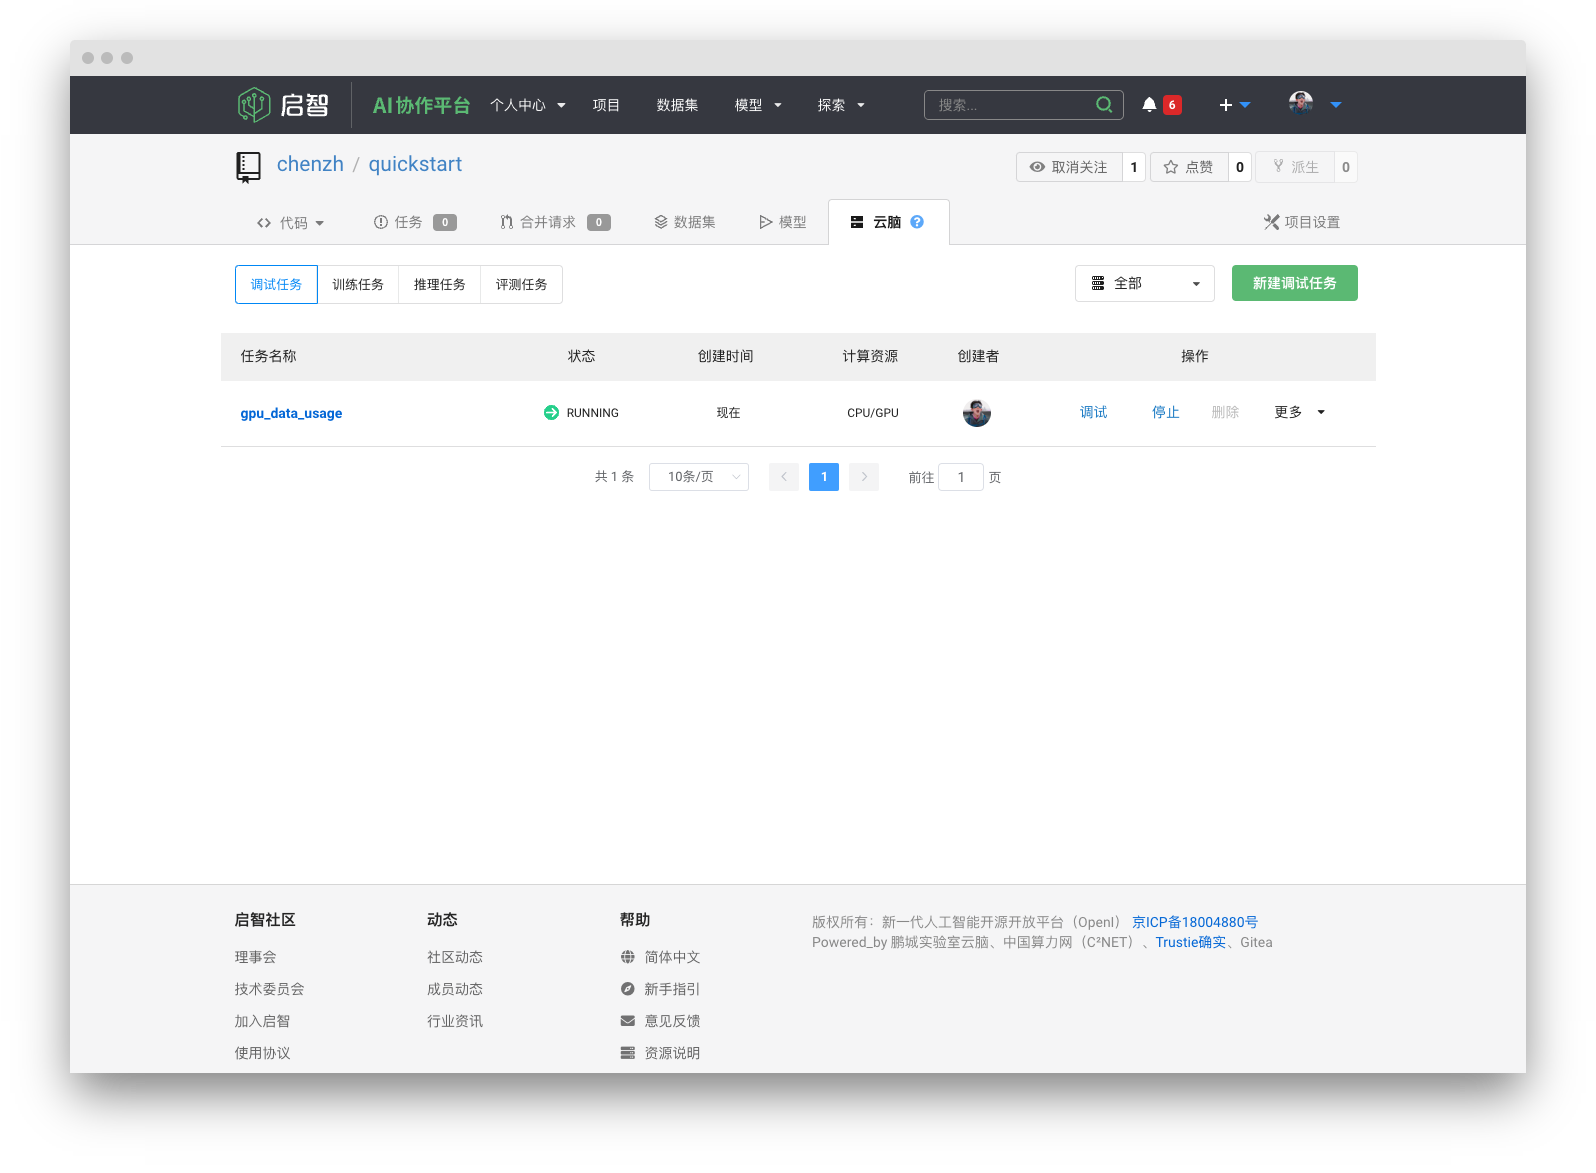 启智 AI协作平台 个人中心 项目 数据集 模型 探索 搜索... 6
chenzh / quickstart 取消关注 1 点赞 0 派生 0
代码 任务 0 合并请求 0 数据集 模型 云脑 项目设置
调试任务 训练任务 推理任务 评测任务 全部 新建调试任务
任务名称 状态 创建时间 计算资源 创建者 操作
gpu_data_usage RUNNING 现在 CPU/GPU 调试 停止 删除 更多
共 1 条 10条/页 1 前往 1 页
启智社区
理事会
技术委员会
加入启智
使用协议
动态
社区动态
成员动态
行业资讯
帮助
简体中文
新手指引
意见反馈
资源说明
版权所有：新一代人工智能开源开放平台（OpenI） 京ICP备18004880号
Powered_by 鹏城实验室云脑、中国算力网（C²NET）、Trustie确实、Gitea